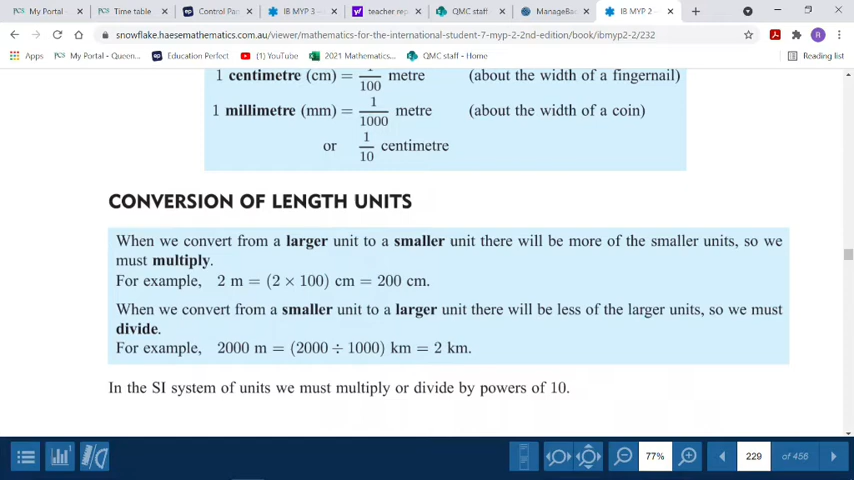 My Portal - Time table Control Pa IB MYP 3 - teacher rep QMC staff ManageBa IB MYP 2 -
snowflake.haesemathematics.com.au/viewer/mathematics-for-the-international-student-7-myp-2-2nd-edition/book/ibmyp2-2/232
Apps My Portal - Queen... Education Perfect (1) YouTube 2021 Mathematics... QMC staff - Home Reading list
1 centimetre (cm) = 1/100 metre (about the width of a fingernail)
1 millimetre (mm) = 1/1000 metre (about the width of a coin)
or 1/10 centimetre
CONVERSION OF LENGTH UNITS
When we convert from a larger unit to a smaller unit there will be more of the smaller units, so we
must multiply.
For example, 2 m = (2 × 100) cm = 200 cm.
When we convert from a smaller unit to a larger unit there will be less of the larger units, so we must
divide.
For example, 2000 m = (2000 ÷ 1000) km = 2 km.
In the SI system of units we must multiply or divide by powers of 10.
77% 229 of 456